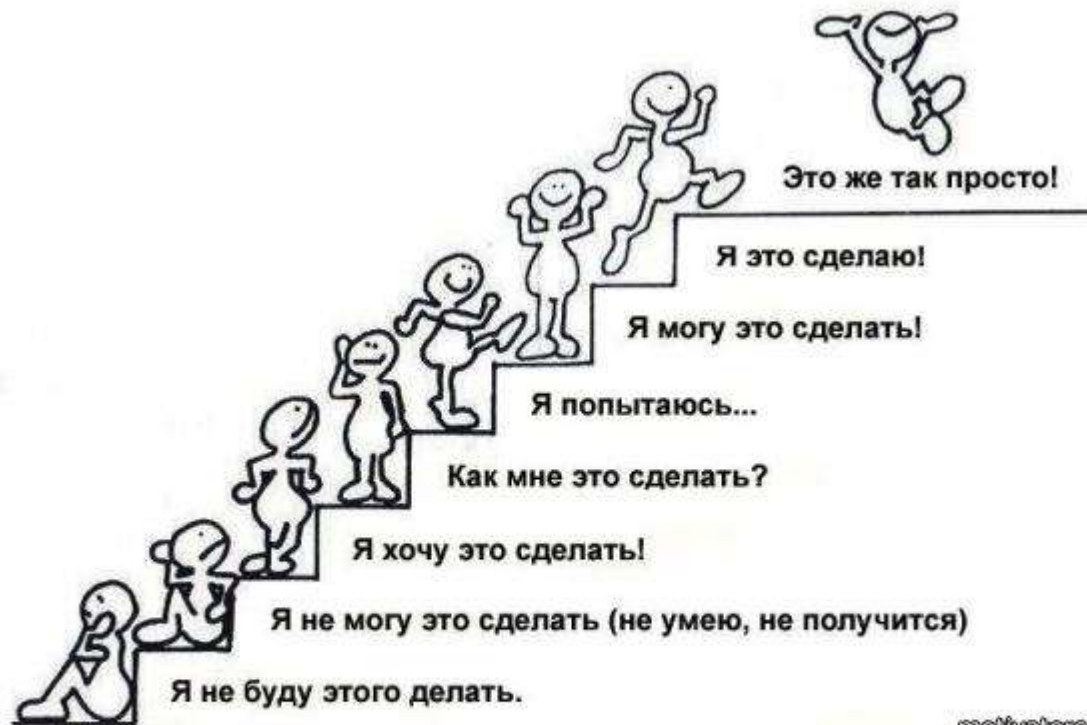 Это же так просто!
Я это сделаю!
Я могу это сделать!
Я попытаюсь...
Как мне это сделать?
Я хочу это сделать!
Я не могу это сделать (не умею, не получится)
Я не буду этого делать.